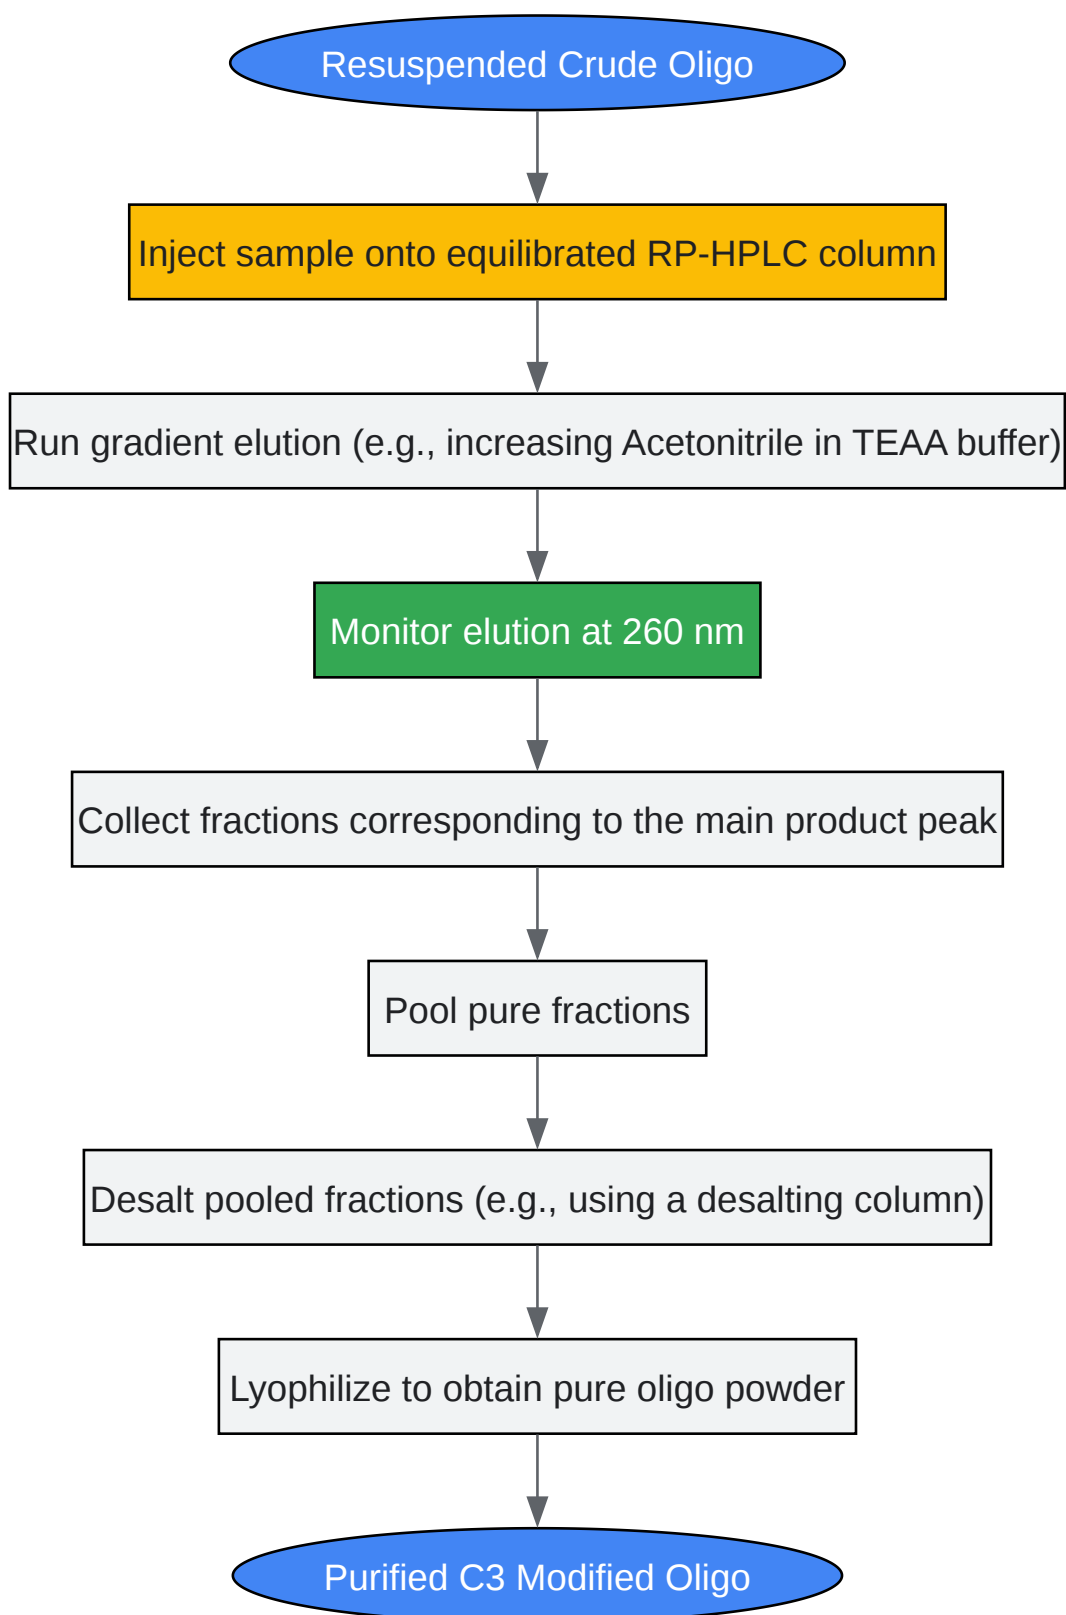 Resuspended Crude Oligo
Inject sample onto equilibrated RP-HPLC column
Run gradient elution (e.g., increasing Acetonitrile in TEAA buffer)
Monitor elution at 260 nm
Collect fractions corresponding to the main product peak
Pool pure fractions
Desalt pooled fractions (e.g., using a desalting column)
Lyophilize to obtain pure oligo powder
Purified C3 Modified Oligo